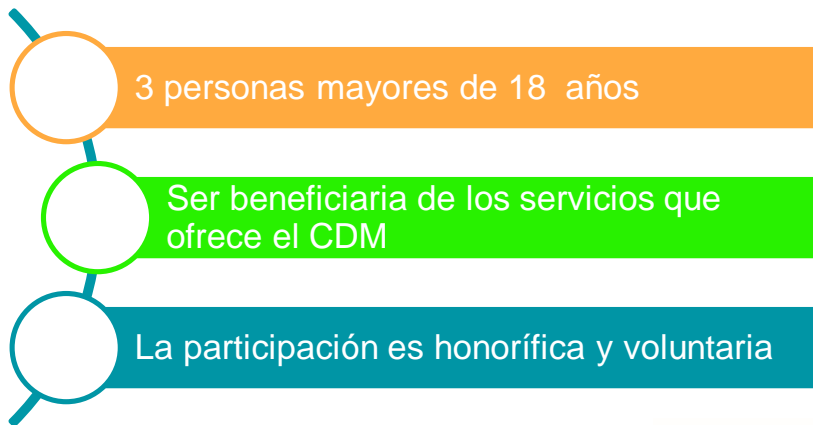 3 personas mayores de 18 años
Ser beneficiaria de los servicios que
ofrece el CDM
La participación es honorífica y voluntaria